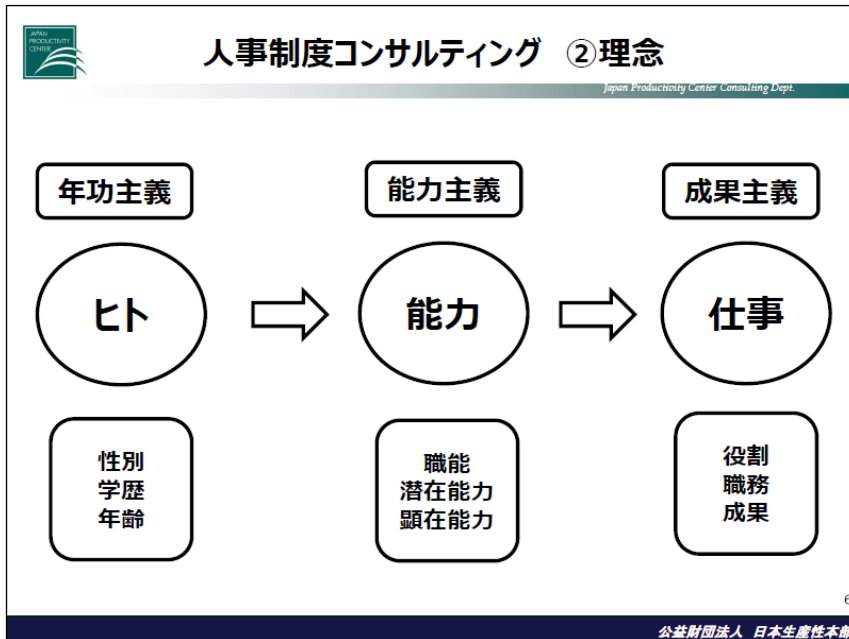 JAPAN
PRODUCTIVITY
CENTER
人事制度コンサルティング ②理念
Japan Productivity Center Consulting Dept.
年功主義
能力主義
成果主義
ヒト
能力
仕事
性別
学歴
年齢
職能
潜在能力
顕在能力
役割
職務
成果
6
公益財団法人 日本生産性本部